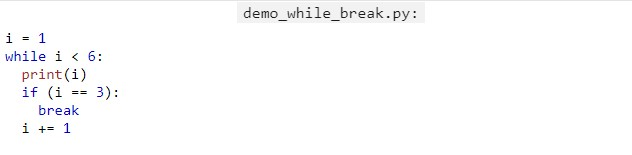 demo_while_break.py:
i = 1
while i < 6:
  print(i)
  if (i == 3):
    break
  i += 1